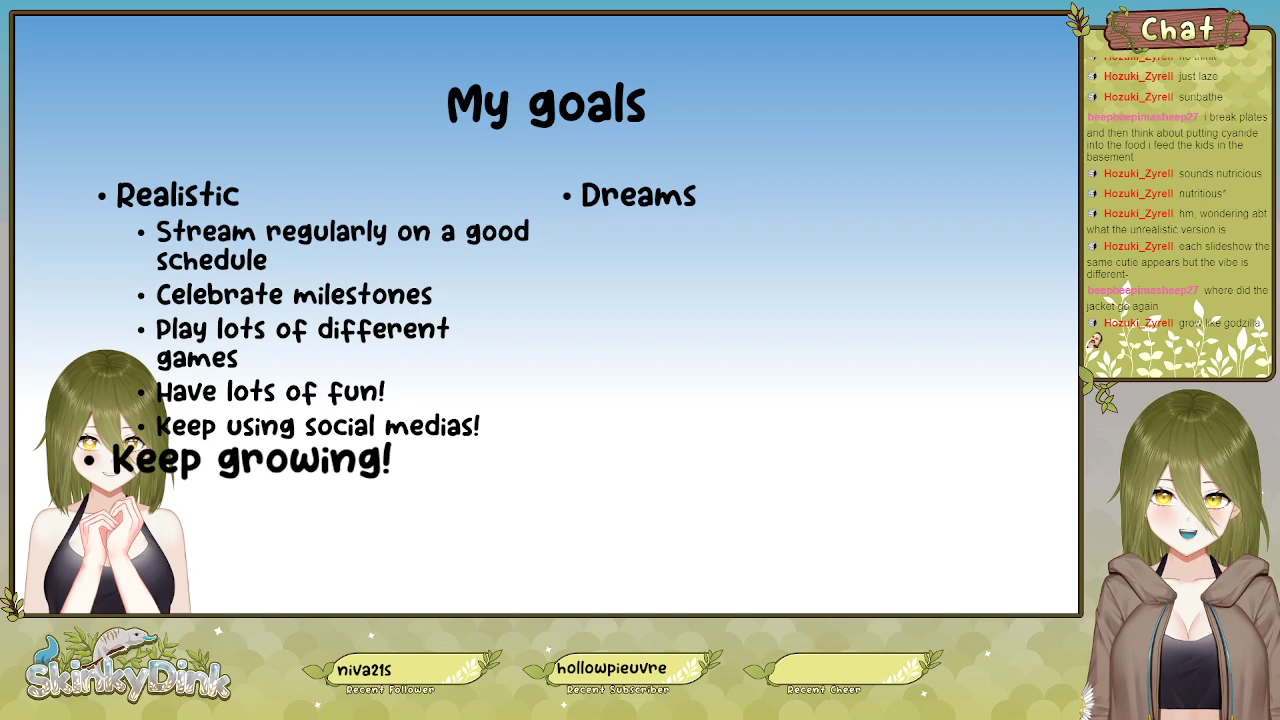 My goals
• Realistic
• Stream regularly on a good
schedule
• Celebrate milestones
• Play lots of different
games
• Have lots of fun!
• Keep using social medias!
• Keep growing!
• Dreams
Chat
Hozuki_Zyrell no think
Hozuki_Zyrell just laze
Hozuki_Zyrell sunbathe
beepbeepimasheep27 i break plates
and then think about putting cyanide
into the food i feed the kids in the
basement
Hozuki_Zyrell sounds nutricious
Hozuki_Zyrell nutritious*
Hozuki_Zyrell hm, wondering abt
what the unrealistic version is
Hozuki_Zyrell each slideshow the
same cutie appears but the vibe is
different-
beepbeepimasheep27 where did the
jacket go again
Hozuki_Zyrell grow like godzilla
SkinkyDink
niva21s
Recent Follower
hollowpieuvre
Recent Subscriber
Recent Cheer